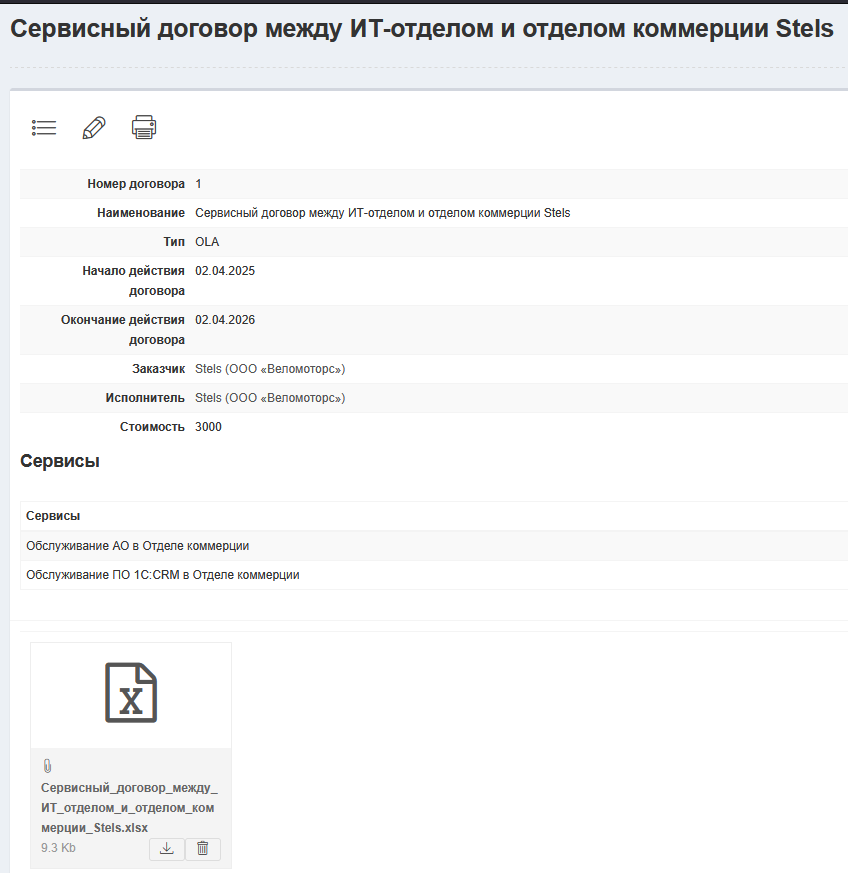 Сервисный договор между ИТ-отделом и отделом коммерции Stels
Номер договора 1
Наименование Сервисный договор между ИТ-отделом и отделом коммерции Stels
Тип OLA
Начало действия договора 02.04.2025
Окончание действия договора 02.04.2026
Заказчик Stels (ООО «Веломоторс»)
Исполнитель Stels (ООО «Веломоторс»)
Стоимость 3000
Сервисы
Сервисы
Обслуживание АО в Отделе коммерции
Обслуживание ПО 1С:CRM в Отделе коммерции
X
Сервисный_договор_между_
ИТ_отделом_и_отделом_ком
мерции_Stels.xlsx
9.3 Kb